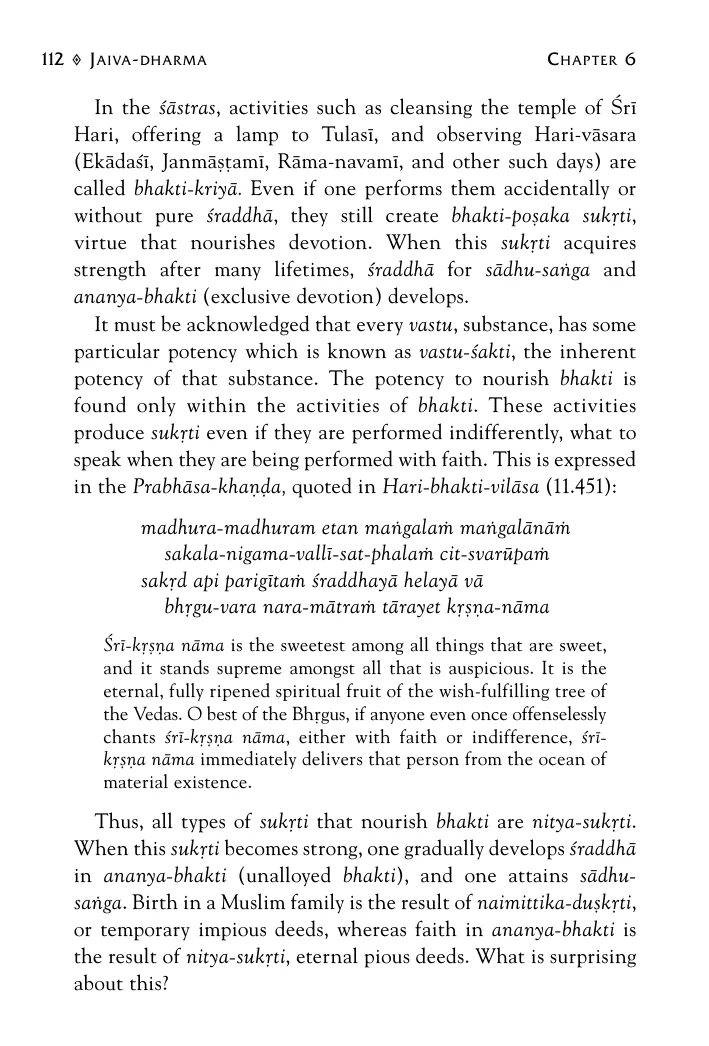 112 ◈ Jaiva-dharma Chapter 6
In the śāstras, activities such as cleansing the temple of Śrī
Hari, offering a lamp to Tulasī, and observing Hari-vāsara
(Ekādaśī, Janmāṣṭamī, Rāma-navamī, and other such days) are
called bhakti-kriyā. Even if one performs them accidentally or
without pure śraddhā, they still create bhakti-poṣaka sukṛti,
virtue that nourishes devotion. When this sukṛti acquires
strength after many lifetimes, śraddhā for sādhu-saṅga and
ananya-bhakti (exclusive devotion) develops.
It must be acknowledged that every vastu, substance, has some
particular potency which is known as vastu-śakti, the inherent
potency of that substance. The potency to nourish bhakti is
found only within the activities of bhakti. These activities
produce sukṛti even if they are performed indifferently, what to
speak when they are being performed with faith. This is expressed
in the Prabhāsa-khaṇḍa, quoted in Hari-bhakti-vilāsa (11.451):
madhura-madhuram etan maṅgalaṁ maṅgalānāṁ
sakala-nigama-vallī-sat-phalaṁ cit-svarūpaṁ
sakṛd api parigītaṁ śraddhayā helayā vā
bhṛgu-vara nara-mātraṁ tārayet kṛṣṇa-nāma
Śrī-kṛṣṇa nāma is the sweetest among all things that are sweet,
and it stands supreme amongst all that is auspicious. It is the
eternal, fully ripened spiritual fruit of the wish-fulfilling tree of
the Vedas. O best of the Bhṛgus, if anyone even once offenselessly
chants śrī-kṛṣṇa nāma, either with faith or indifference, śrī-
kṛṣṇa nāma immediately delivers that person from the ocean of
material existence.
Thus, all types of sukṛti that nourish bhakti are nitya-sukṛti.
When this sukṛti becomes strong, one gradually develops śraddhā
in ananya-bhakti (unalloyed bhakti), and one attains sādhu-
saṅga. Birth in a Muslim family is the result of naimittika-duṣkṛti,
or temporary impious deeds, whereas faith in ananya-bhakti is
the result of nitya-sukṛti, eternal pious deeds. What is surprising
about this?